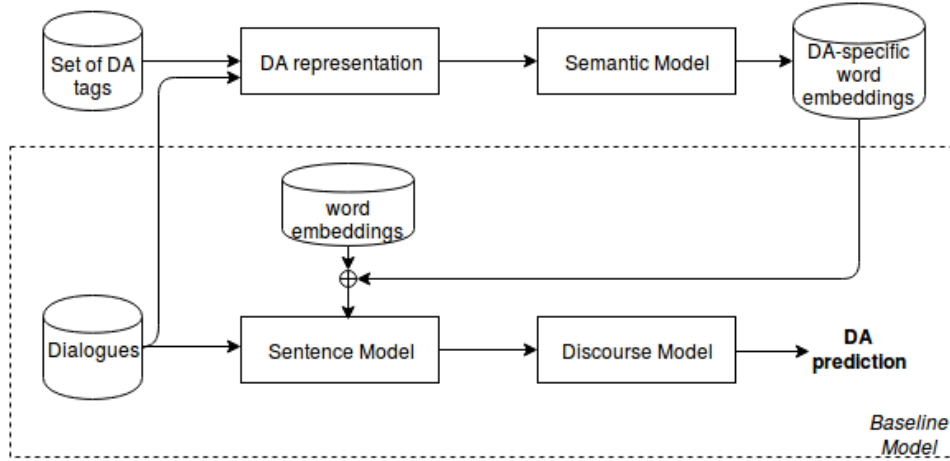 Set of DA
tags
DA representation
Semantic Model
DA-specific
word
embeddings
word
embeddings
Dialogues
Sentence Model
Discourse Model
DA
prediction
Baseline
Model